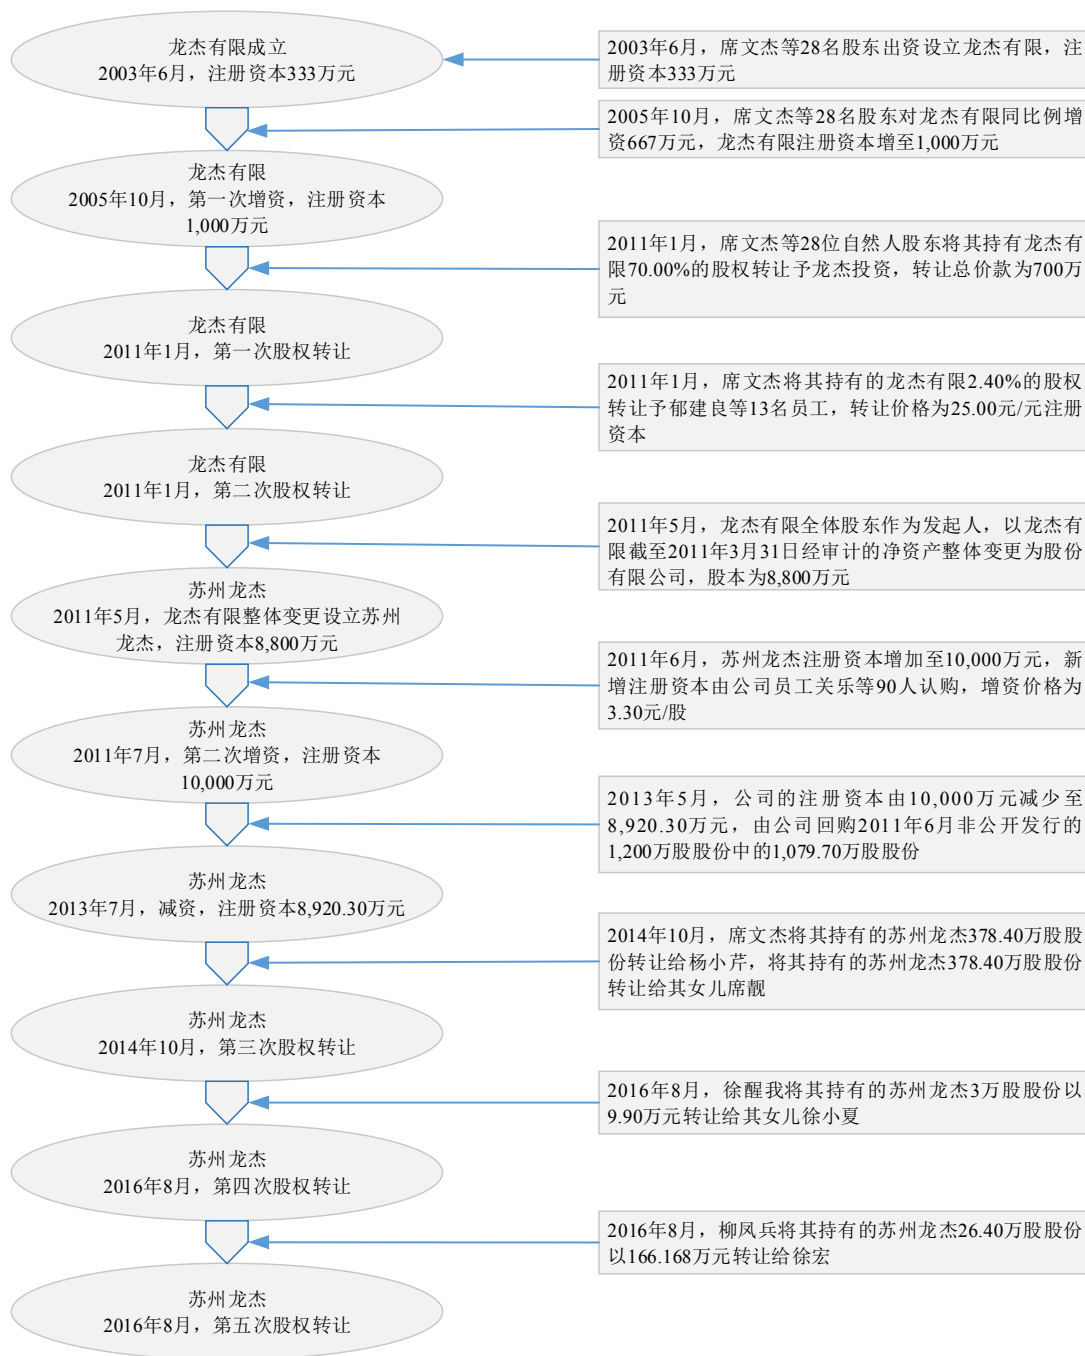 龙杰有限成立
2003年6月，注册资本333万元
2003年6月，席文杰等28名股东出资设立龙杰有限，注
册资本333万元
2005年10月，席文杰等28名股东对龙杰有限同比例增
资667万元，龙杰有限注册资本增至1,000万元
龙杰有限
2005年10月，第一次增资，注册资本
1,000万元
2011年1月，席文杰等28位自然人股东将其持有龙杰有
限70.00%的股权转让予龙杰投资，转让总价款为700万
元
龙杰有限
2011年1月，第一次股权转让
2011年1月，席文杰将其持有的龙杰有限2.40%的股权
转让予郁建良等13名员工，转让价格为25.00元/元注册
资本
龙杰有限
2011年1月，第二次股权转让
2011年5月，龙杰有限全体股东作为发起人，以龙杰有
限截至2011年3月31日经审计的净资产整体变更为股份
有限公司，股本为8,800万元
苏州龙杰
2011年5月，龙杰有限整体变更设立苏州
龙杰，注册资本8,800万元
2011年6月，苏州龙杰注册资本增加至10,000万元，新
增注册资本由公司员工关乐等90人认购，增资价格为
3.30元/股
苏州龙杰
2011年7月，第二次增资，注册资本
10,000万元
2013年5月，公司的注册资本由10,000万元减少至
8,920.30万元，由公司回购2011年6月非公开发行的
1,200万股股份中的1,079.70万股股份
苏州龙杰
2013年7月，减资，注册资本8,920.30万元
2014年10月，席文杰将其持有的苏州龙杰378.40万股股
份转让给杨小芹，将其持有的苏州龙杰378.40万股股份
转让给其女儿席靓
苏州龙杰
2014年10月，第三次股权转让
2016年8月，徐醒我将其持有的苏州龙杰3万股股份以
9.90万元转让给其女儿徐小夏
苏州龙杰
2016年8月，第四次股权转让
2016年8月，柳凤兵将其持有的苏州龙杰26.40万股股份
以166.168万元转让给徐宏
苏州龙杰
2016年8月，第五次股权转让